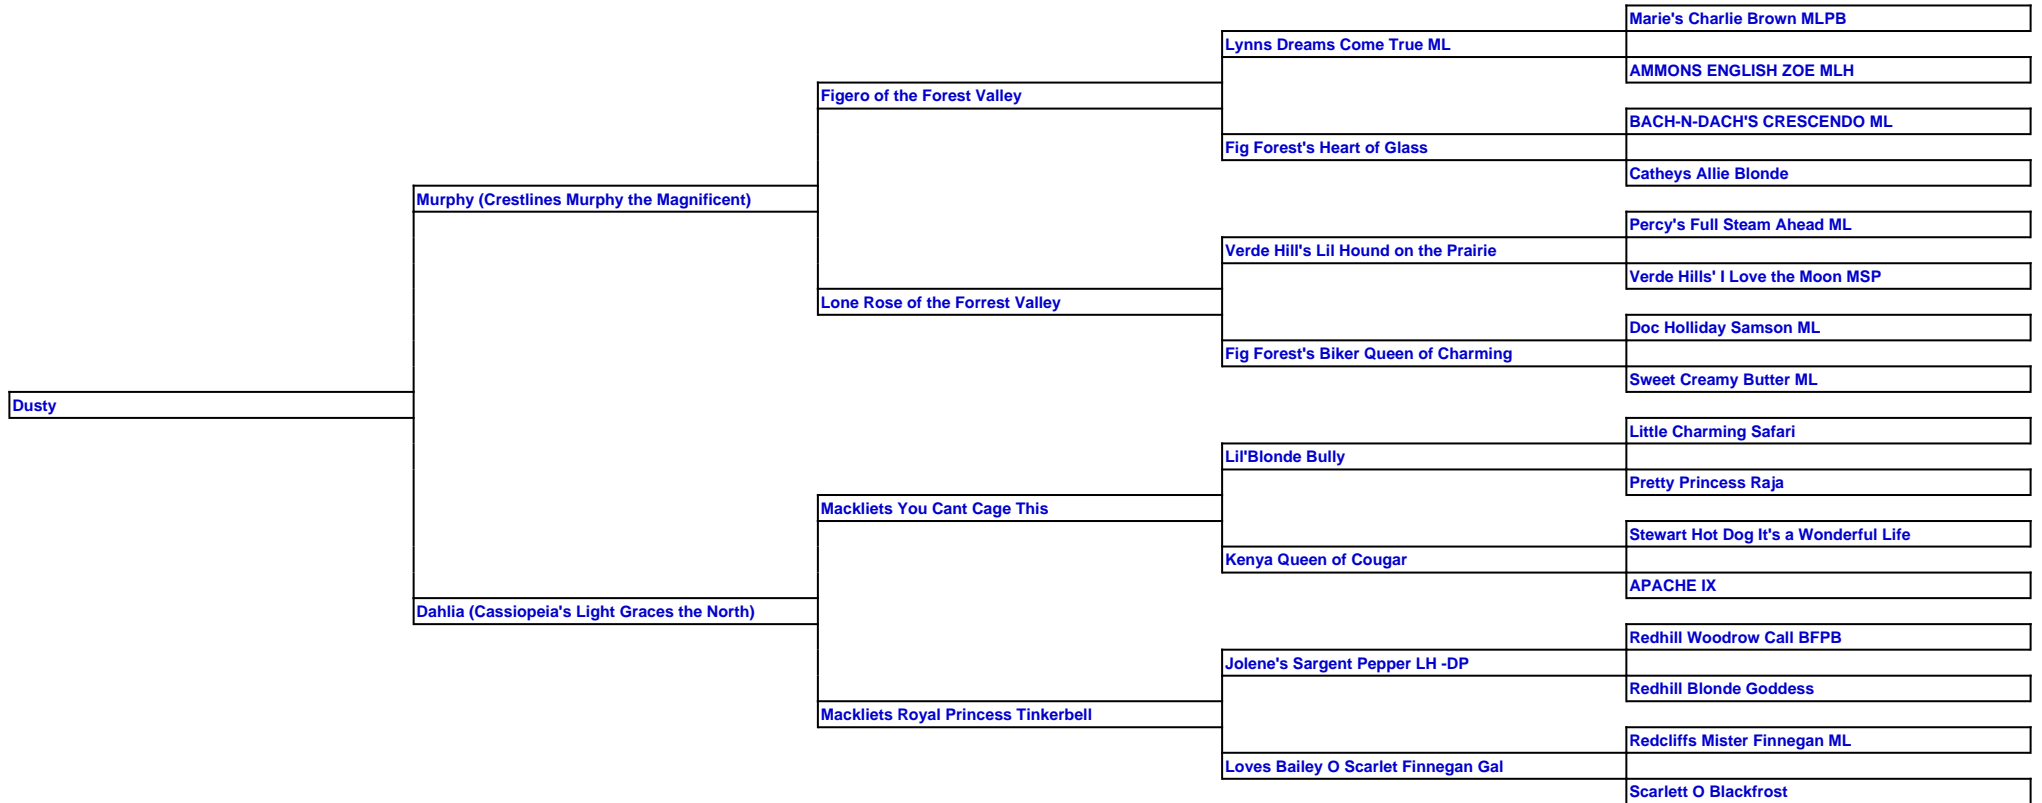 Marie's Charlie Brown MLPB
Lynns Dreams Come True ML
AMMONS ENGLISH ZOE MLH
Figero of the Forest Valley
BACH-N-DACH'S CRESCENDO ML
Fig Forest's Heart of Glass
Catheys Allie Blonde
Murphy (Crestlines Murphy the Magnificent)
Percy's Full Steam Ahead ML
Verde Hill's Lil Hound on the Prairie
Verde Hills' I Love the Moon MSP
Lone Rose of the Forrest Valley
Doc Holliday Samson ML
Fig Forest's Biker Queen of Charming
Sweet Creamy Butter ML
Dusty
Little Charming Safari
Lil'Blonde Bully
Pretty Princess Raja
Mackliets You Cant Cage This
Stewart Hot Dog It's a Wonderful Life
Kenya Queen of Cougar
APACHE IX
Dahlia (Cassiopeia's Light Graces the North)
Redhill Woodrow Call BFPB
Jolene's Sargent Pepper LH -DP
Redhill Blonde Goddess
Mackliets Royal Princess Tinkerbell
Redcliffs Mister Finnegan ML
Loves Bailey O Scarlet Finnegan Gal
Scarlett O Blackfrost